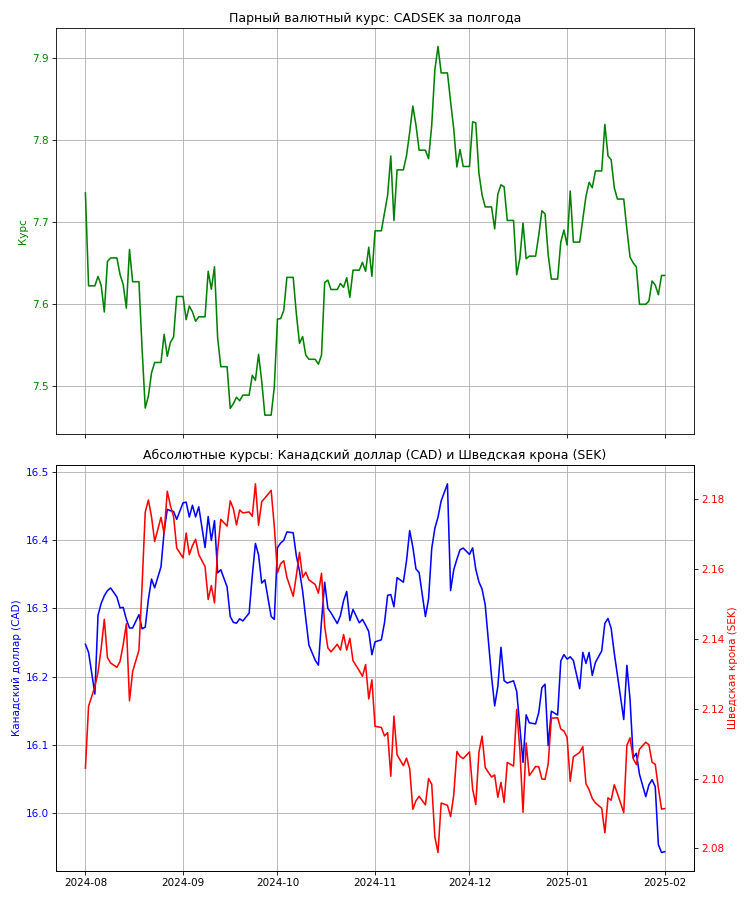 Парный валютный курс: CADSEK за полгода
7.9
7.8
7.7
7.6
7.5
Курс
Абсолютные курсы: Канадский доллар (CAD) и Шведская крона (SEK)
16.5
16.4
16.3
16.2
16.1
16.0
Канадский доллар (CAD)
2.18
2.16
2.14
2.12
2.10
2.08
Шведская крона (SEK)
2024-08 2024-09 2024-10 2024-11 2024-12 2025-01 2025-02